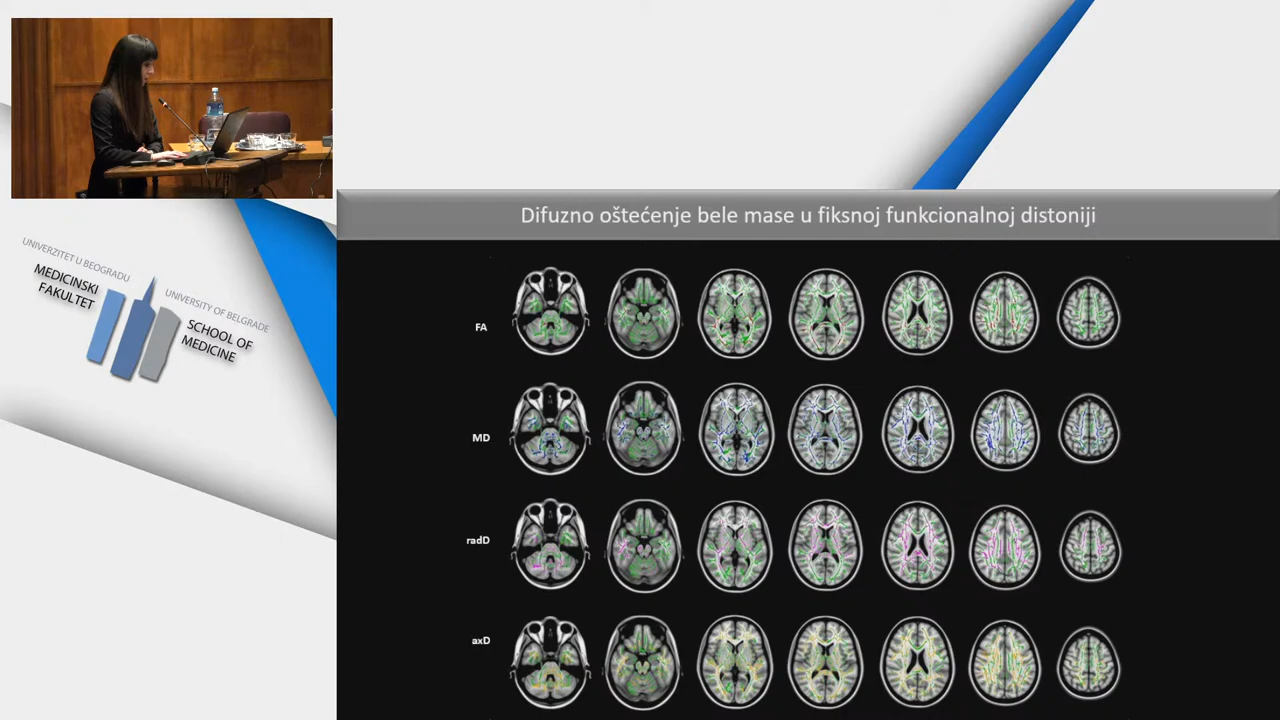 Difuzno oštećenje bele mase u fiksnoj funkcionalnoj distoniji
UNIVERZITET U BEOGRADU
MEDICINSKI
FAKULTET
UNIVERSITY OF BELGRADE
SCHOOL OF
MEDICINE
FA
MD
radD
axD